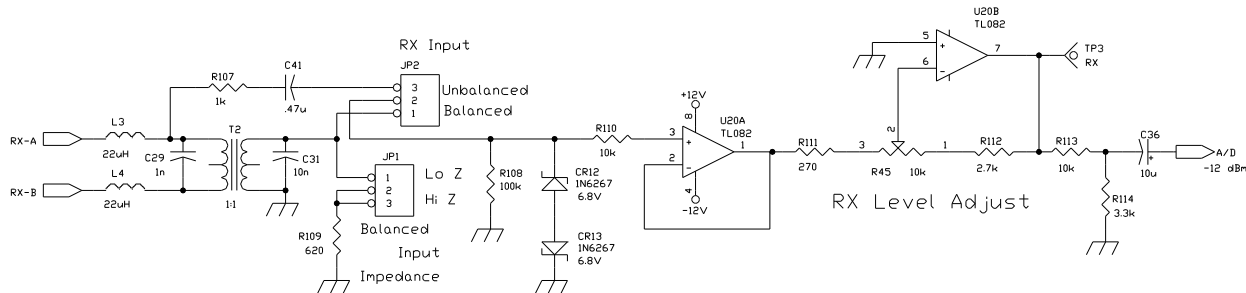 U20B
TL082
5
6
7
TP3
RX
RX Input
JP2
3
2
1
Unbalanced
Balanced
R107
1k
C41
.47u
L3
RX-A
22uH
C29
1n
T2
1:1
C31
10n
L4
RX-B
22uH
JP1
1
2
3
Lo Z
Hi Z
R109
620
Balanced
Input
Impedance
R108
100k
CR12
1N6267
6.8V
CR13
1N6267
6.8V
R110
10k
+12V
8
U20A
TL082
3
2
1
4
-12V
R111
270
2
3
1
R45
10k
R112
2.7k
R113
10k
C36
10u
+
A/D
-12 dBm
R114
3.3k
RX Level Adjust